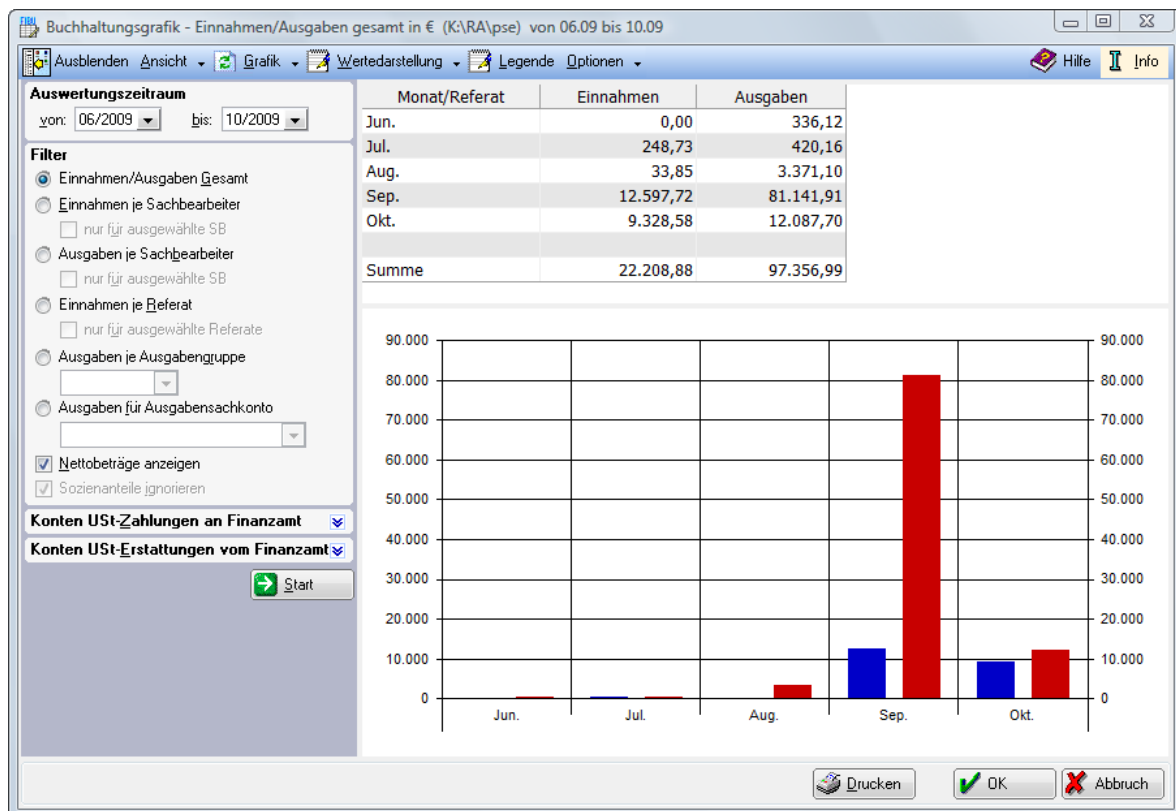 Buchhaltungsgrafik - Einnahmen/Ausgaben gesamt in € (K:\RA\pse) von 06.09 bis 10.09
Ausblenden Ansicht Grafik Wertedarstellung Legende Optionen Hilfe Info
Auswertungszeitraum
von: 06/2009 bis: 10/2009
Filter
Einnahmen/Ausgaben Gesamt
Einnahmen je Sachbearbeiter
nur für ausgewählte SB
Ausgaben je Sachbearbeiter
nur für ausgewählte SB
Einnahmen je Referat
nur für ausgewählte Referate
Ausgaben je Ausgabengruppe
Ausgaben für Ausgabensachkonto
Nettobeträge anzeigen
Sozienanteile ignorieren
Konten USt-Zahlungen an Finanzamt
Konten USt-Erstattungen vom Finanzamt
Start
Monat/Referat Einnahmen Ausgaben
Jun. 0,00 336,12
Jul. 248,73 420,16
Aug. 33,85 3.371,10
Sep. 12.597,72 81.141,91
Okt. 9.328,58 12.087,70
Summe 22.208,88 97.356,99
90.000 90.000
80.000 80.000
70.000 70.000
60.000 60.000
50.000 50.000
40.000 40.000
30.000 30.000
20.000 20.000
10.000 10.000
0 0
Jun. Jul. Aug. Sep. Okt.
Drucken OK Abbruch